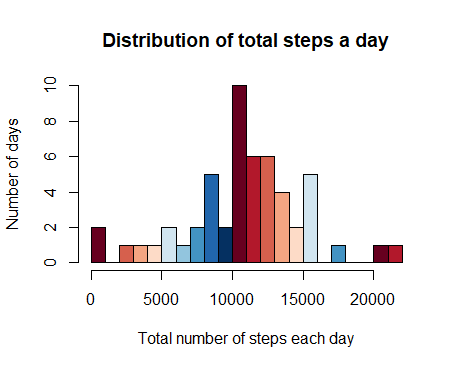 Distribution of total steps a day
Number of days
0
2
4
6
8
10
0 5000 10000 15000 20000
Total number of steps each day